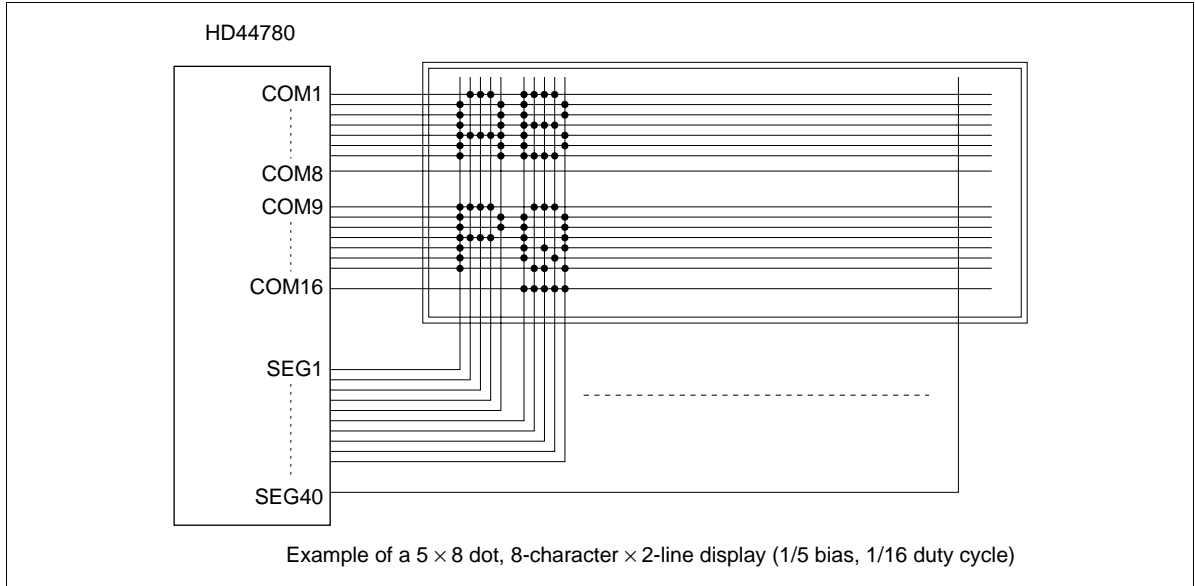 HD44780
COM1
COM8
COM9
COM16
SEG1
SEG40
Example of a 5 × 8 dot, 8-character × 2-line display (1/5 bias, 1/16 duty cycle)